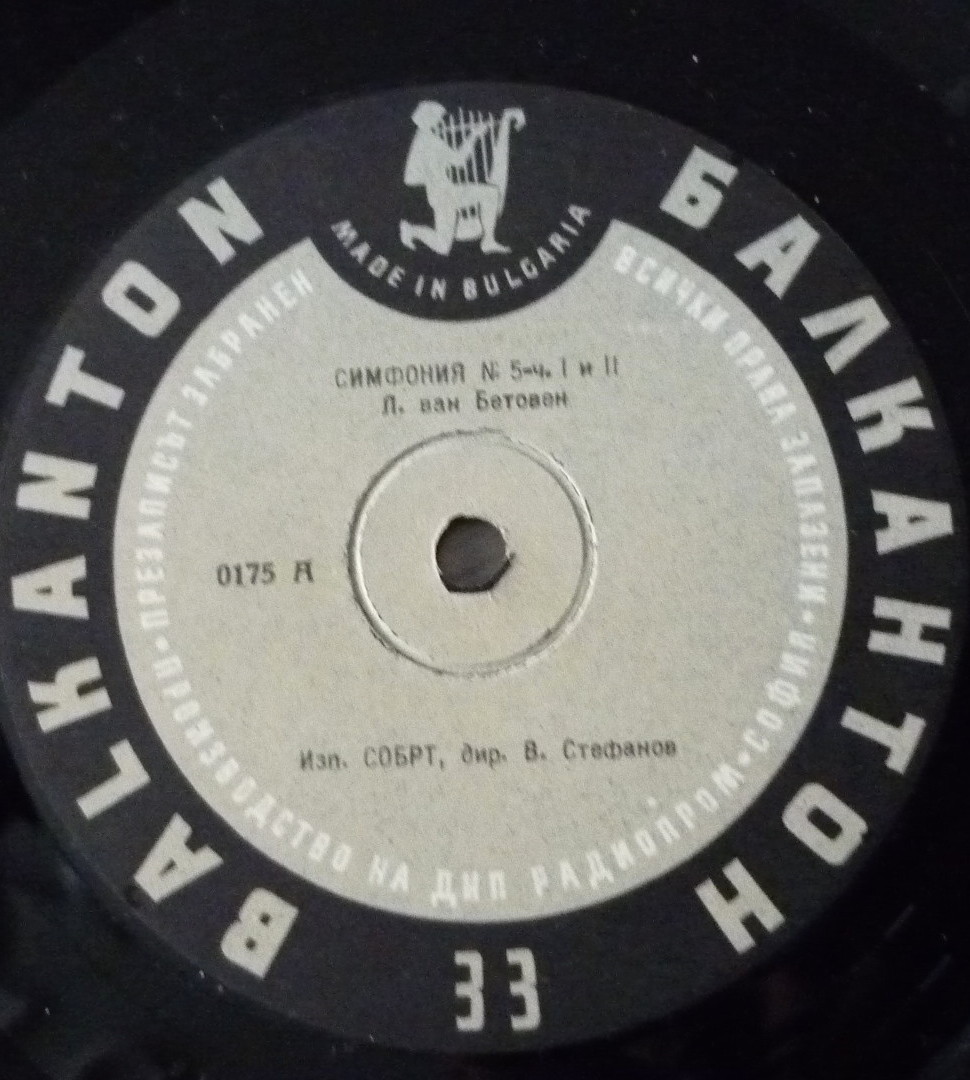 BALKANTON
БАЛКАНТОН
MADE IN BULGARIA
ПРЕЗАПИСЪТ ЗАБРАНЕН
ВСИЧКИ ПРАВА ЗАПАЗЕНИ • СОФИЯ • ПРОИЗВОДСТВО НА ДИП РАДИОПРОМ •
СИМФОНИЯ № 5-ч. I и II
Л. ван Бетовен
0175 А
Изп. СОБРТ, дир. В. Стефанов
33